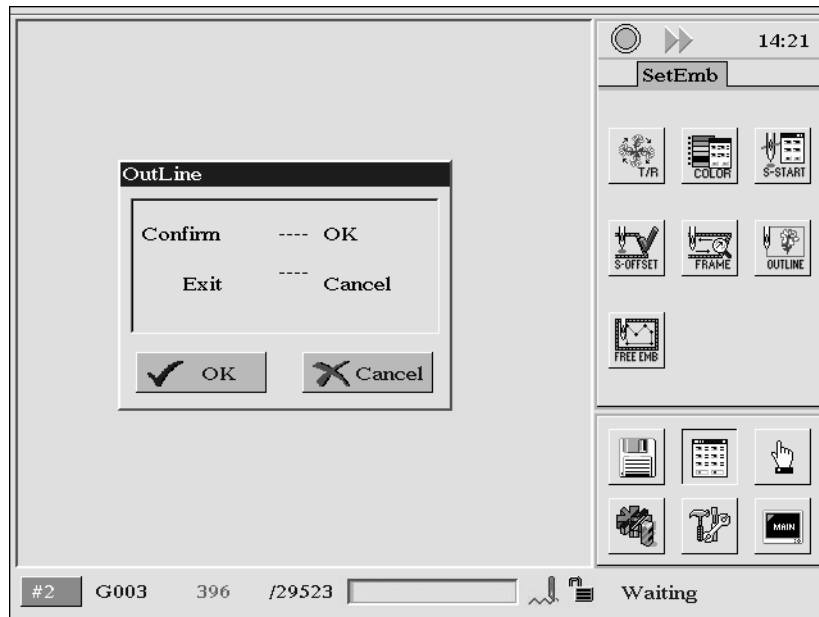 14:21
SetEmb
T/R
COLOR
S-START
S-OFFSET
FRAME
OUTLINE
FREE EMB
OutLine
Confirm ---- OK
Exit ---- Cancel
OK
Cancel
MAIN
#2 G003 396 /29523 Waiting